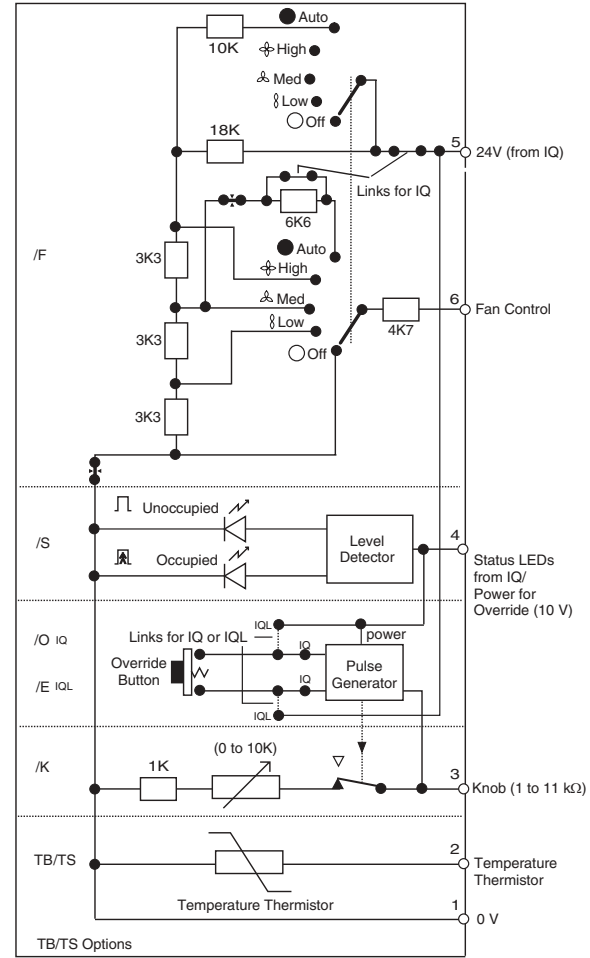 Auto
10K
High
Med
Low
Off
18K
5
24V (from IQ)
Links for IQ
6K6
/F
3K3
Auto
High
6
Med
Fan Control
4K7
3K3
Low
Off
3K3
Unoccupied
4
/S
Level
Detector
Occupied
Status LEDs
from IQ/
Power for
Override (10 V)
IQL
/O IQ
Links for IQ or IQL
power
IQ
Override
Button
Pulse
Generator
/E IQL
IQ
IQL
(0 to 10K)
/K
1K
3
Knob (1 to 11 kΩ)
TB/TS
2
Temperature
Thermistor
Temperature Thermistor
1
0 V
TB/TS Options